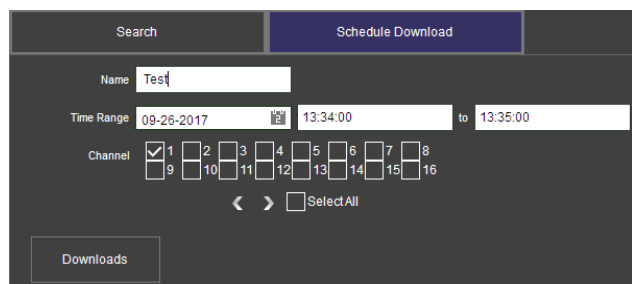 Search Schedule Download
Name Test
Time Range 09-26-2017 13:34:00 to 13:35:00
Channel 1 2 3 4 5 6 7 8
9 10 11 12 13 14 15 16
Select All
Downloads